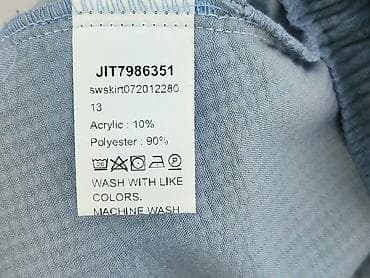 JIT7986351
swskirt072012280
13
Acrylic : 10%
Polyester : 90%
WASH WITH LIKE
COLORS.
MACHINE WASH